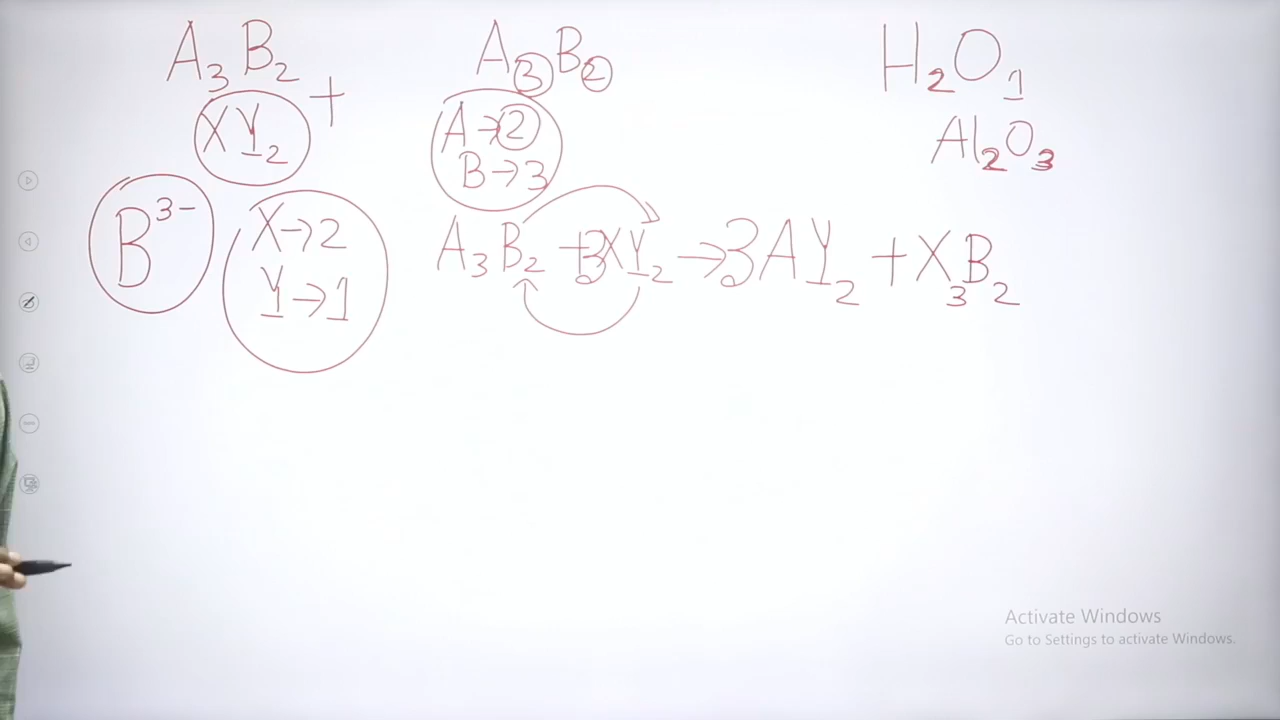 A₃B₂ +
XY₂
B³⁻
X→2
Y→1
A₃B₂
A→2
B→3
A₃B₂ + 3XY₂ → 3AY₂ + X₃B₂
H₂O₁
Al₂O₃
Activate Windows
Go to Settings to activate Windows.